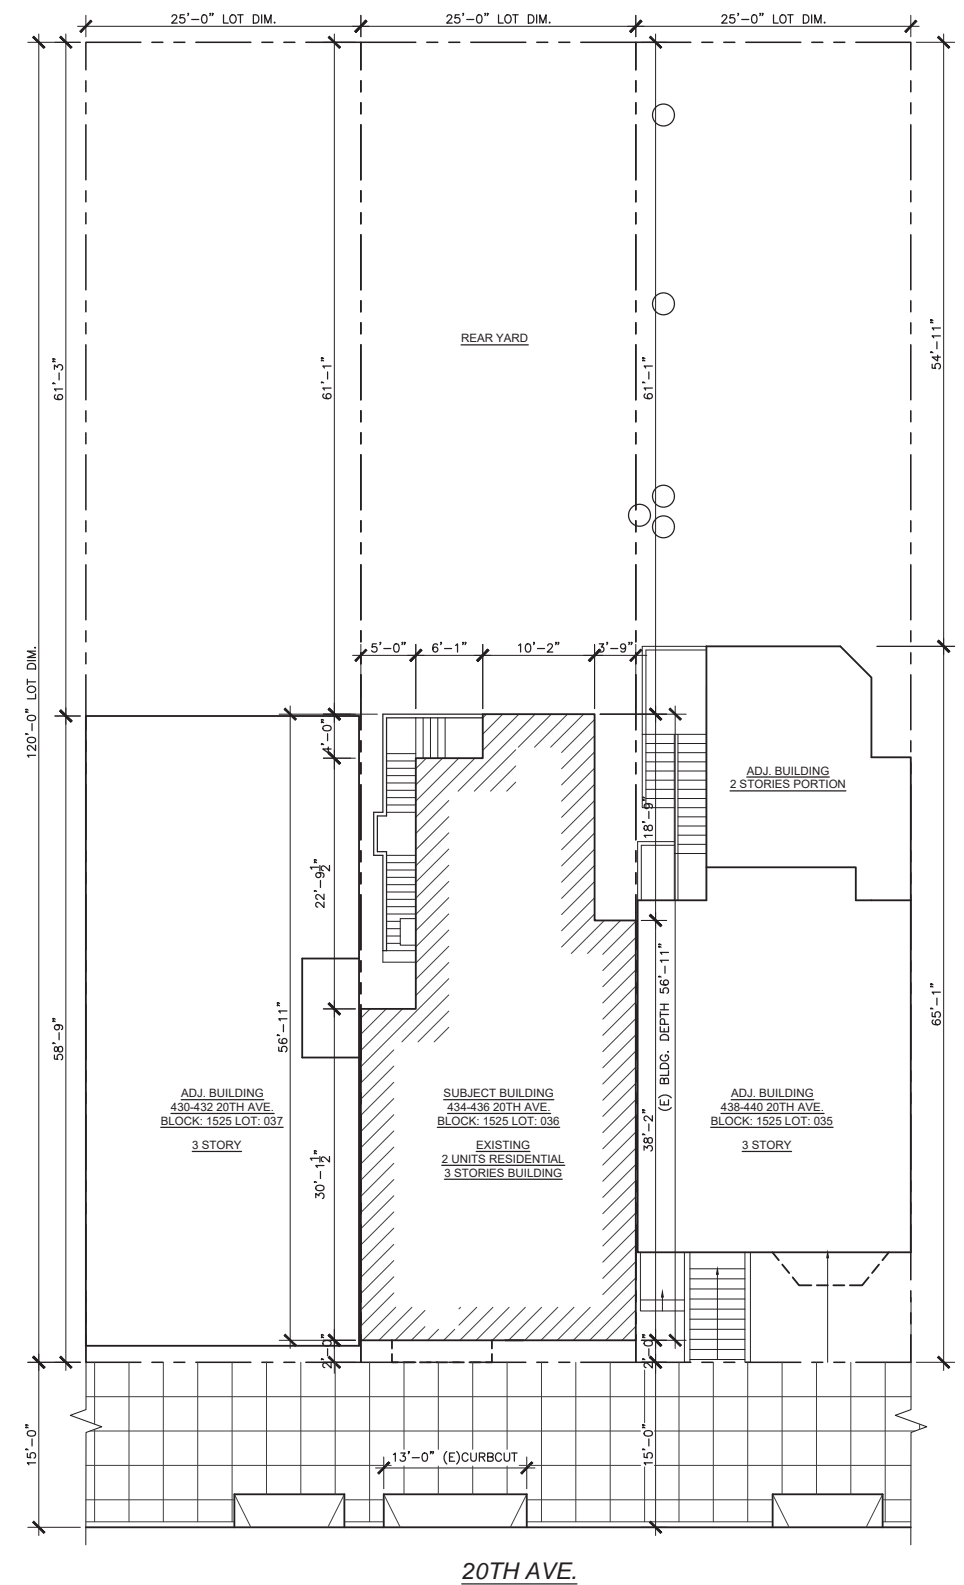 25'-0" LOT DIM.
25'-0" LOT DIM.
25'-0" LOT DIM.
61'-3"
61'-1"
61'-1"
54'-11"
REAR YARD
120'-0" LOT DIM.
5'-0"
6'-1"
10'-2"
3'-9"
4'-0"
18'-9"
ADJ. BUILDING
2 STORIES PORTION
22'-9½"
58'-9"
56'-11"
(E) BLDG. DEPTH 56'-11"
65'-1"
ADJ. BUILDING
430-432 20TH AVE.
BLOCK: 1525 LOT: 037
3 STORY
SUBJECT BUILDING
434-436 20TH AVE.
BLOCK: 1525 LOT: 036
EXISTING
2 UNITS RESIDENTIAL
3 STORIES BUILDING
38'-2"
ADJ. BUILDING
438-440 20TH AVE.
BLOCK: 1525 LOT: 035
3 STORY
30'-1½"
2'-0"
2'-0"
15'-0"
13'-0" (E)CURBCUT
15'-0"
20TH AVE.